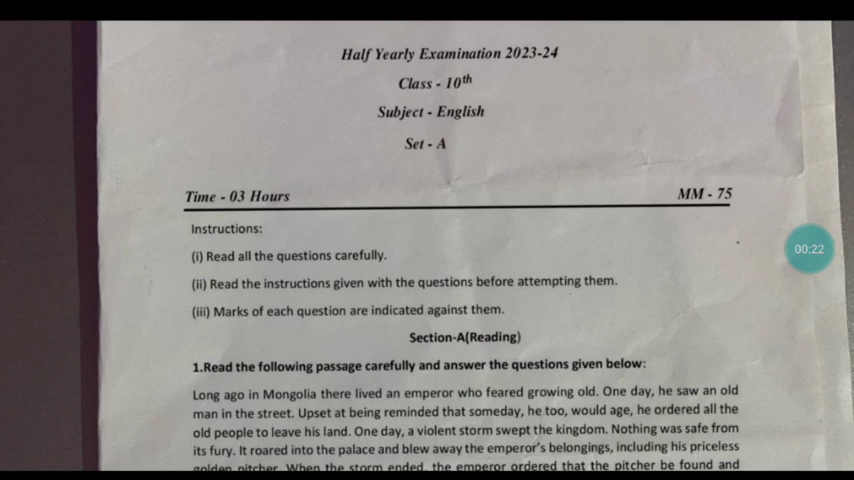 Half Yearly Examination 2023-24
Class - 10th
Subject - English
Set - A
Time - 03 Hours MM - 75
Instructions:
(i) Read all the questions carefully.
(ii) Read the instructions given with the questions before attempting them.
(iii) Marks of each question are indicated against them.
Section-A(Reading)
1.Read the following passage carefully and answer the questions given below:
Long ago in Mongolia there lived an emperor who feared growing old. One day, he saw an old
man in the street. Upset at being reminded that someday, he too, would age, he ordered all the
old people to leave his land. One day, a violent storm swept the kingdom. Nothing was safe from
its fury. It roared into the palace and blew away the emperor's belongings, including his priceless
golden pitcher. When the storm ended, the emperor ordered that the pitcher be found and
00:22